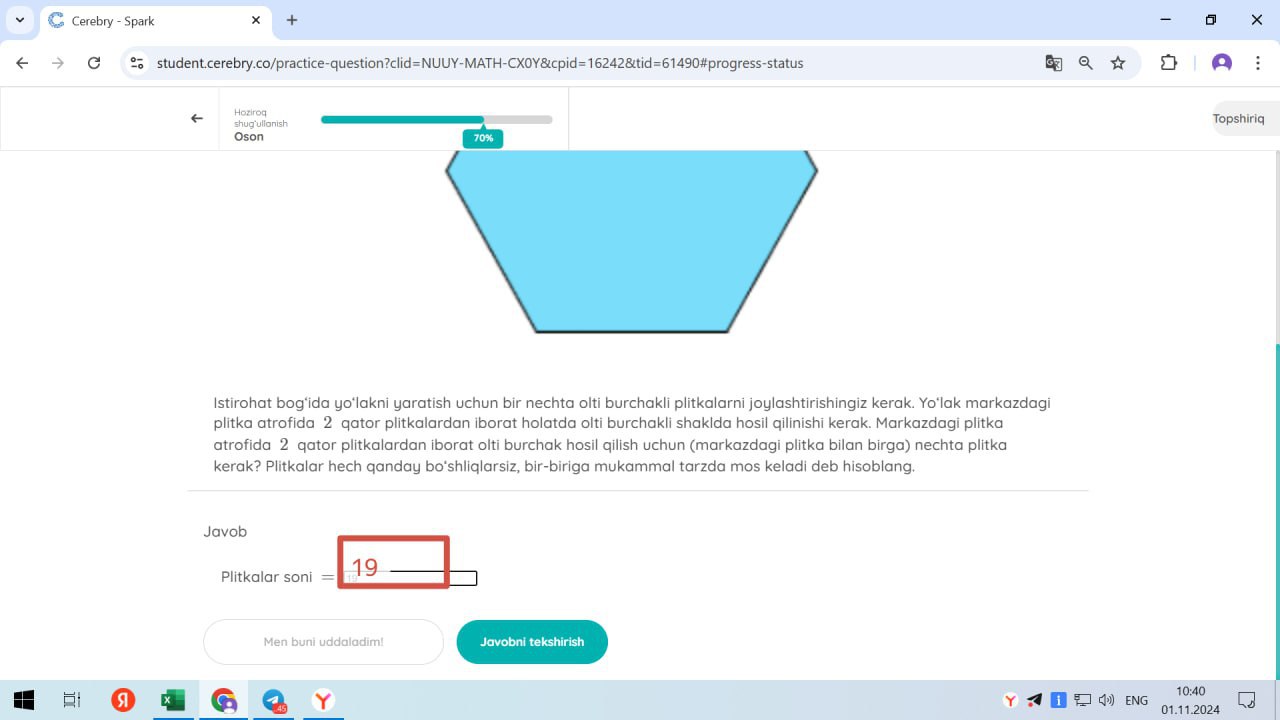 Cerebry - Spark
student.cerebry.co/practice-question?clid=NUUY-MATH-CX0Y&cpid=16242&tid=61490#progress-status
Hoziroq
shug‘ullanish
Oson
70%
Topshiriq
Istirohat bog‘ida yo‘lakni yaratish uchun bir nechta olti burchakli plitkalarni joylashtirishingiz kerak. Yo‘lak markazdagi
plitka atrofida 2 qator plitkalardan iborat holatda olti burchakli shaklda hosil qilinishi kerak. Markazdagi plitka
atrofida 2 qator plitkalardan iborat olti burchak hosil qilish uchun (markazdagi plitka bilan birga) nechta plitka
kerak? Plitkalar hech qanday bo‘shliqlarsiz, bir-biriga mukammal tarzda mos keladi deb hisoblang.
Javob
19
Plitkalar soni = 19
Men buni uddaladim!
Javobni tekshirish
45
ENG
10:40
01.11.2024